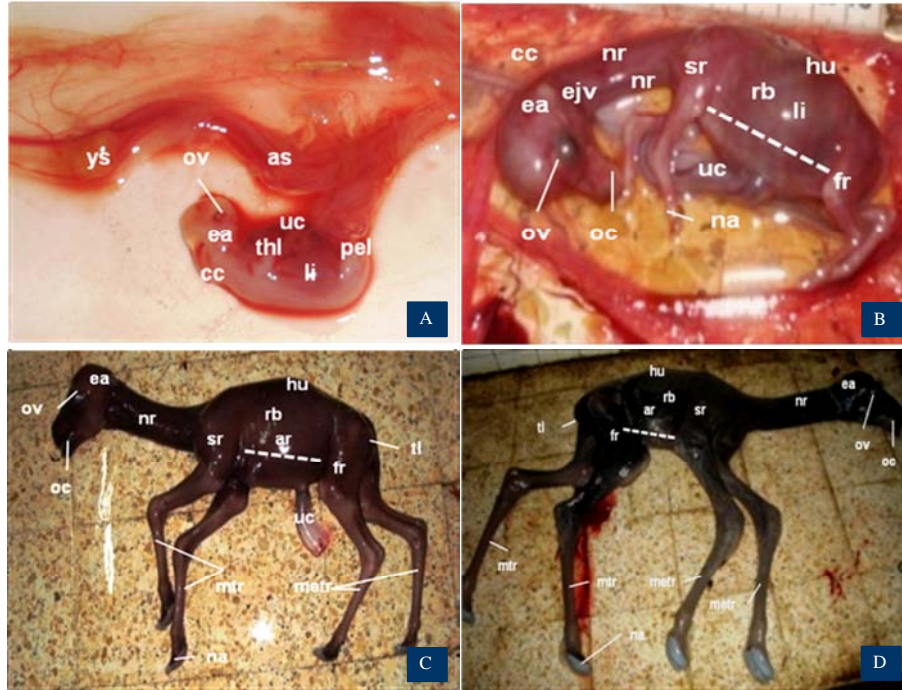 ys
ov
as
uc
ea
thl
pel
cc
li
A
cc
nr
nr
sr
hu
ea
ejv
rb
li
uc
fr
ov
oc
na
B
ea
ov
nr
hu
rb
sr
ar
fr
tl
oc
uc
mtr
metr
na
C
hu
rb
ar
sr
nr
ea
tl
fr
ov
oc
mtr
mtr
metr
metr
na
D